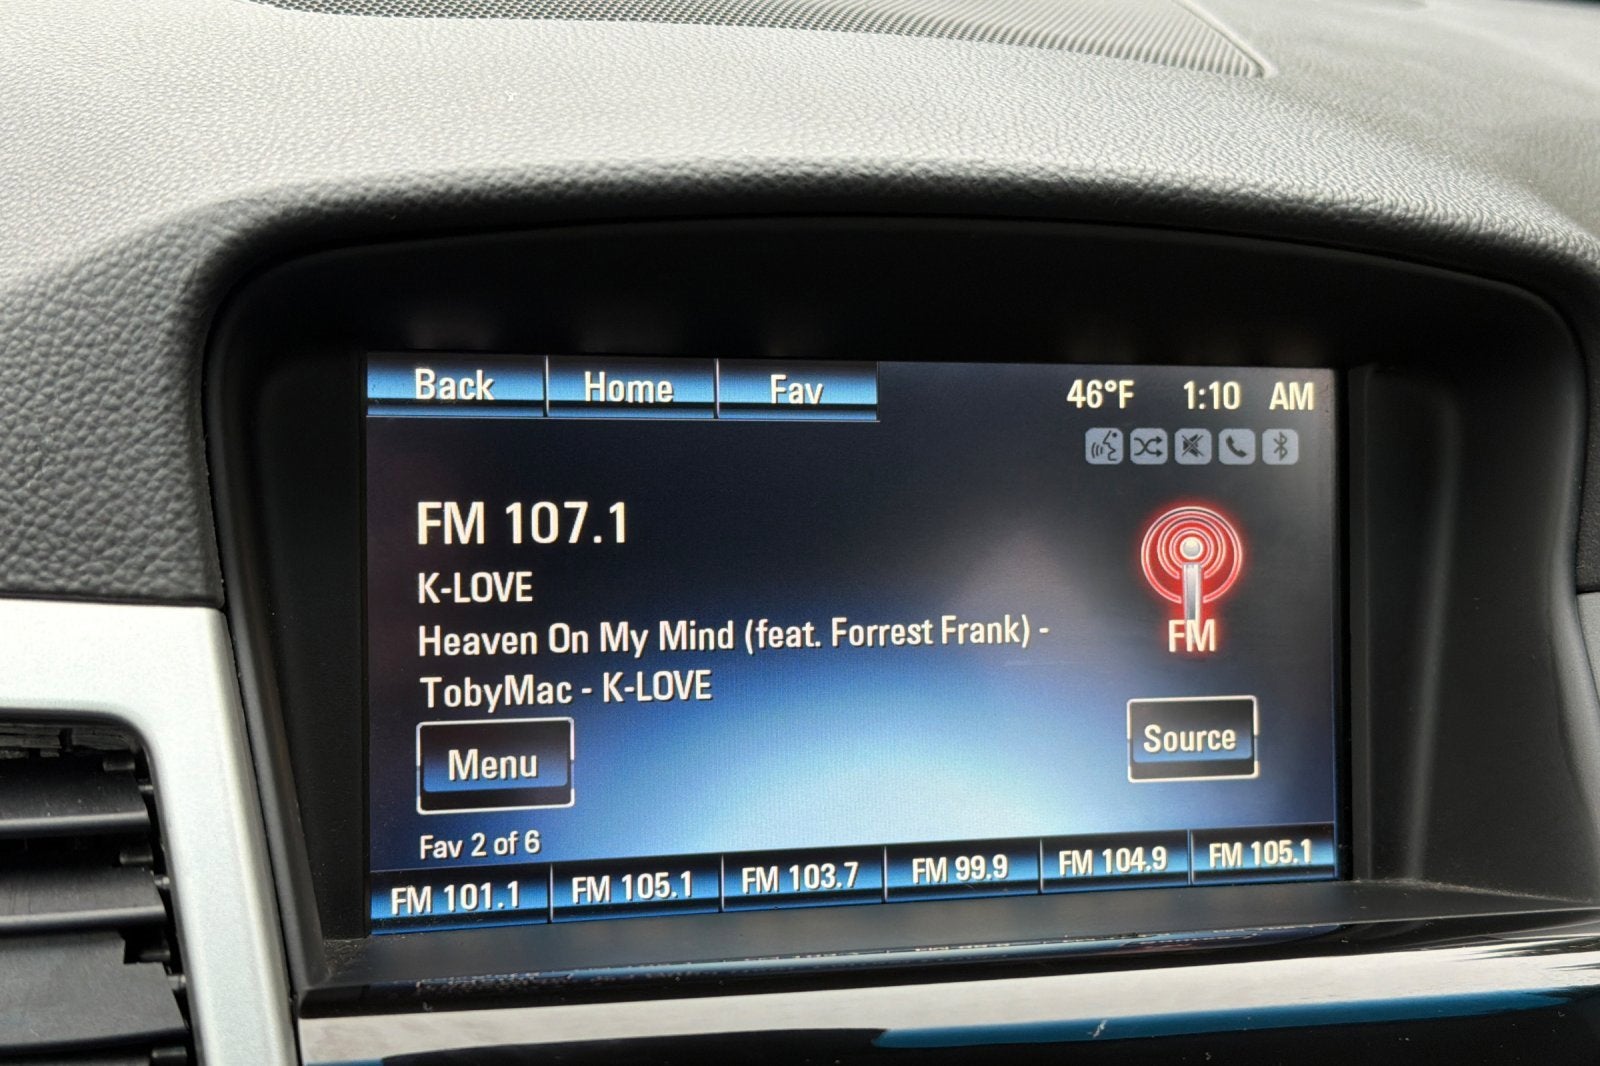 Back Home Fav 46°F 1:10 AM
FM 107.1
K-LOVE
Heaven On My Mind (feat. Forrest Frank) -
TobyMac - K-LOVE
FM
Menu
Source
Fav 2 of 6
FM 101.1 FM 105.1 FM 103.7 FM 99.9 FM 104.9 FM 105.1